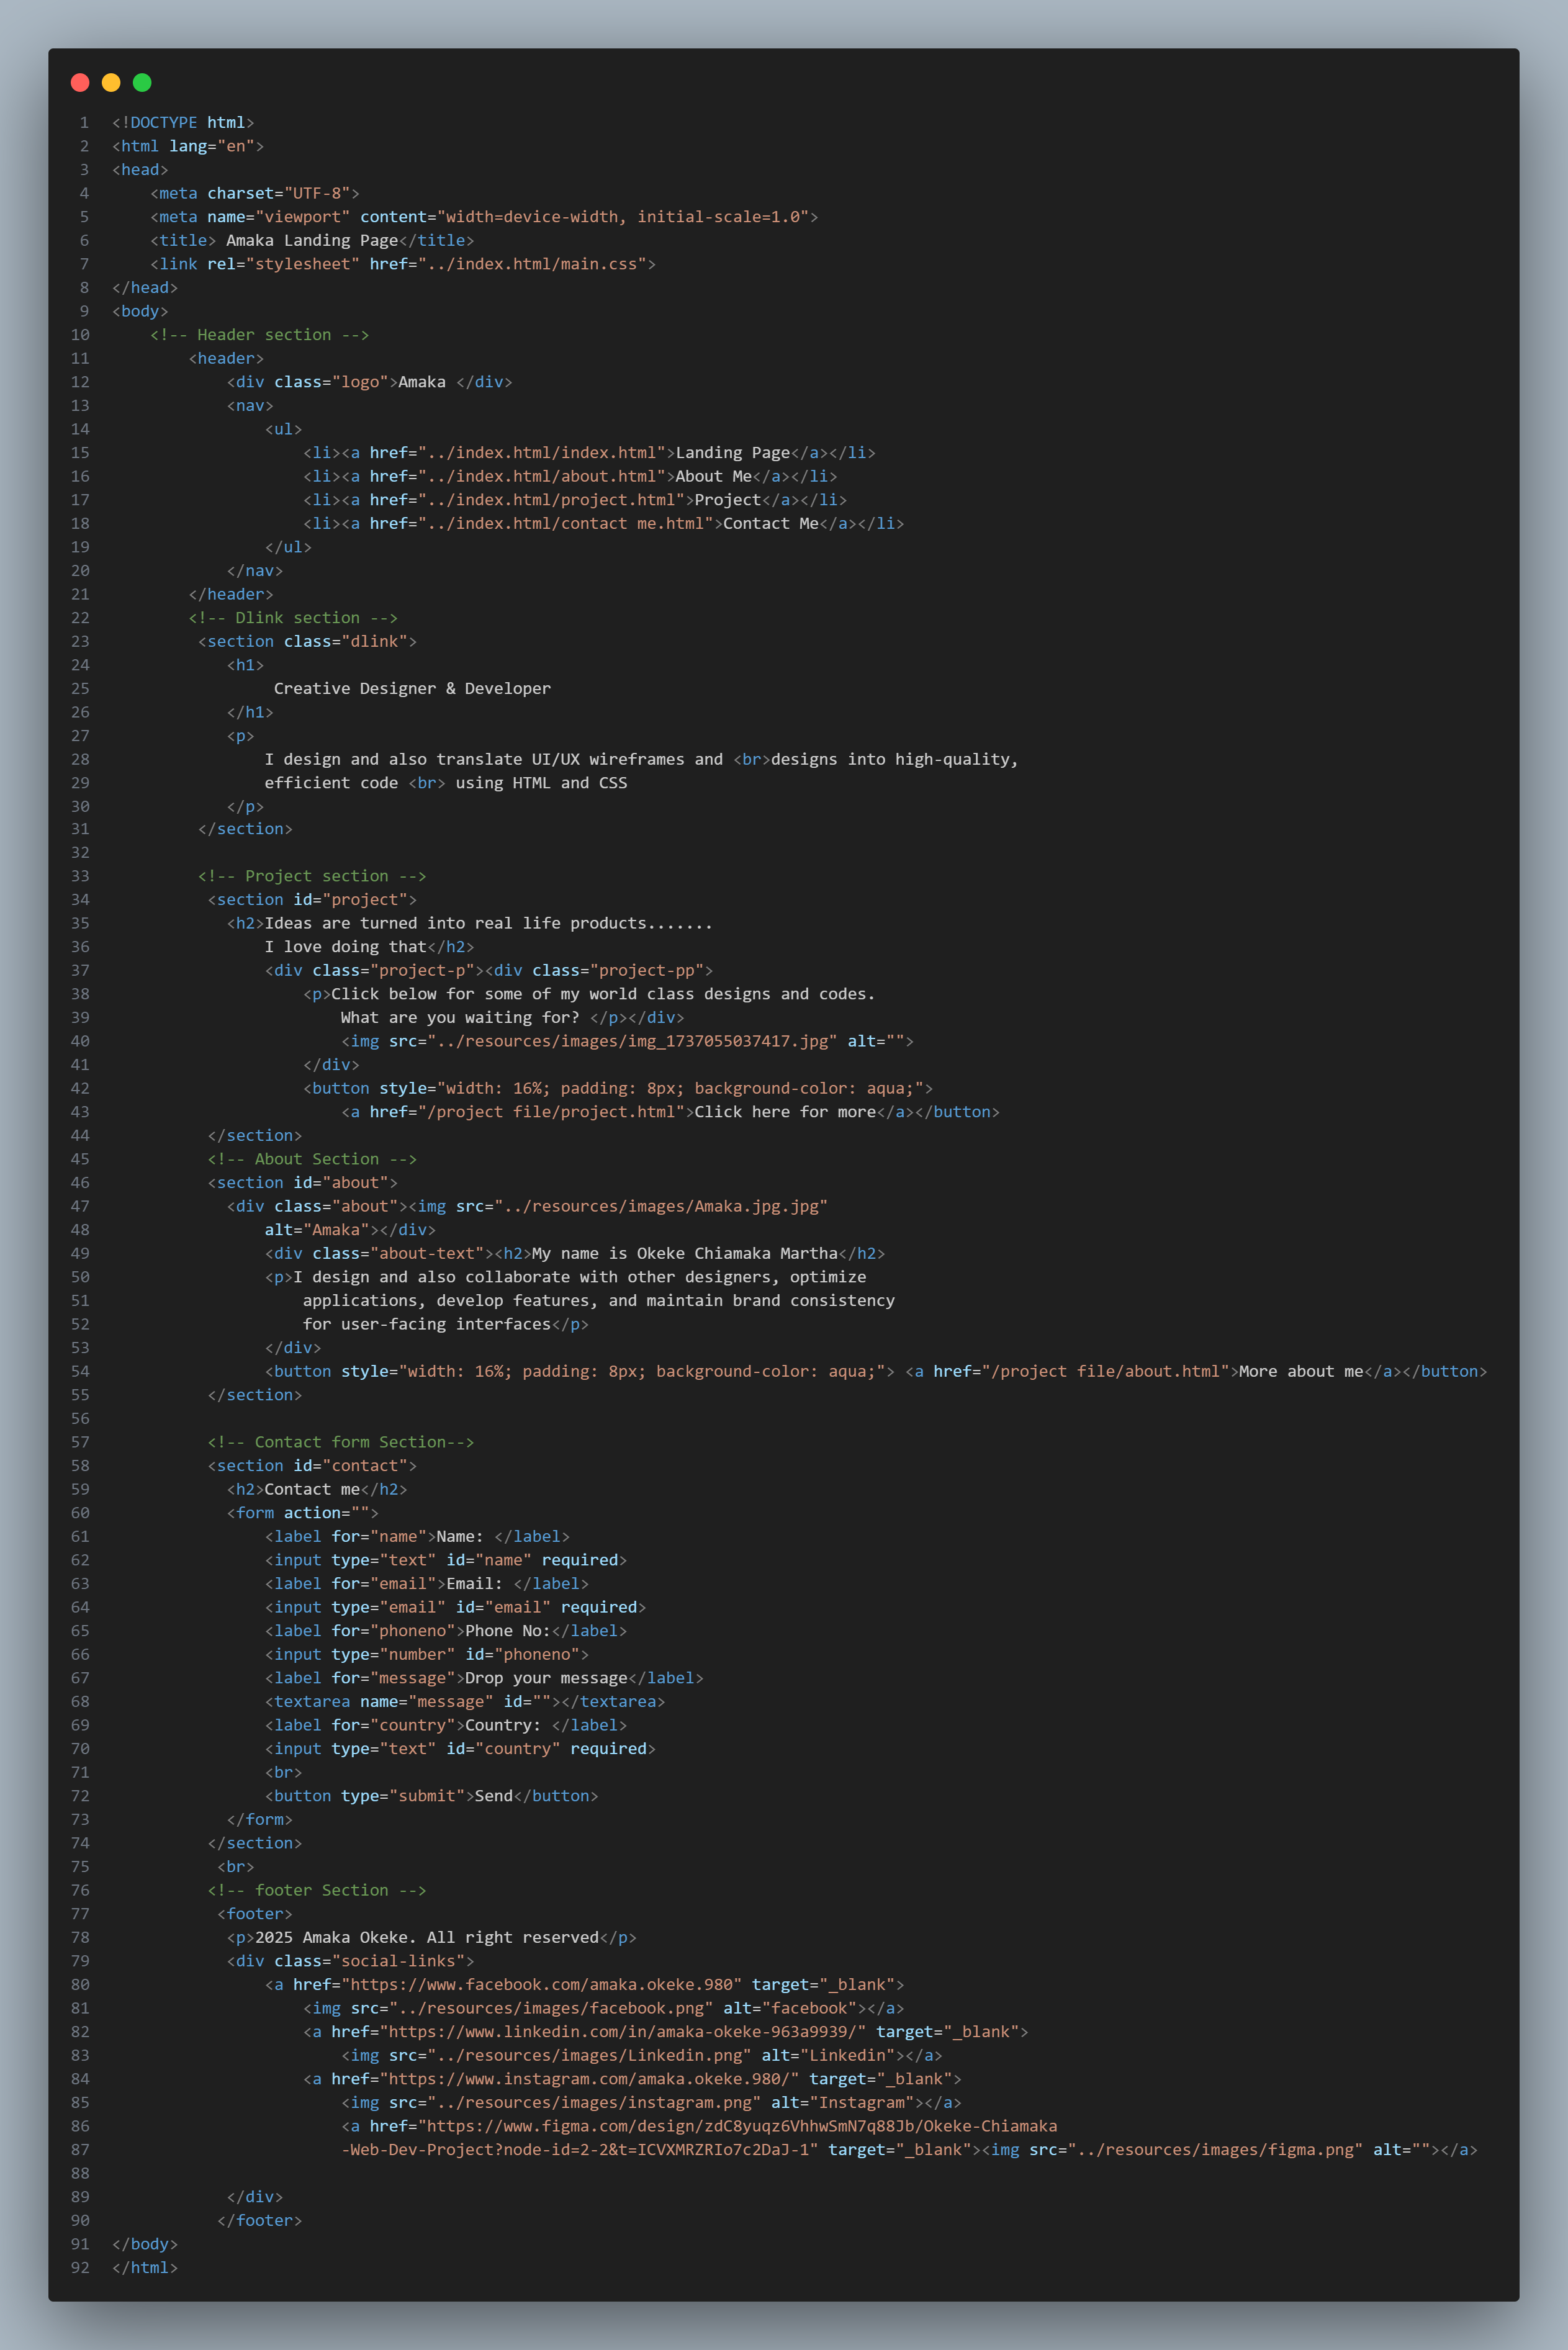 1 <!DOCTYPE html>
2 <html lang="en">
3 <head>
4     <meta charset="UTF-8">
5     <meta name="viewport" content="width=device-width, initial-scale=1.0">
6     <title> Amaka Landing Page</title>
7     <link rel="stylesheet" href="../index.html/main.css">
8 </head>
9 <body>
10     <!-- Header section -->
11         <header>
12             <div class="logo">Amaka </div>
13             <nav>
14                 <ul>
15                     <li><a href="../index.html/index.html">Landing Page</a></li>
16                     <li><a href="../index.html/about.html">About Me</a></li>
17                     <li><a href="../index.html/project.html">Project</a></li>
18                     <li><a href="../index.html/contact me.html">Contact Me</a></li>
19                 </ul>
20             </nav>
21         </header>
22         <!-- Dlink section -->
23          <section class="dlink">
24             <h1>
25                  Creative Designer & Developer
26             </h1>
27             <p>
28                 I design and also translate UI/UX wireframes and <br>designs into high-quality,
29                 efficient code <br> using HTML and CSS
30             </p>
31          </section>
32
33          <!-- Project section -->
34           <section id="project">
35             <h2>Ideas are turned into real life products.......
36                 I love doing that</h2>
37                 <div class="project-p"><div class="project-pp">
38                     <p>Click below for some of my world class designs and codes.
39                         What are you waiting for? </p></div>
40                         <img src="../resources/images/img_1737055037417.jpg" alt="">
41                     </div>
42                     <button style="width: 16%; padding: 8px; background-color: aqua;">
43                         <a href="/project file/project.html">Click here for more</a></button>
44           </section>
45           <!-- About Section -->
46           <section id="about">
47             <div class="about"><img src="../resources/images/Amaka.jpg.jpg"
48                 alt="Amaka"></div>
49                 <div class="about-text"><h2>My name is Okeke Chiamaka Martha</h2>
50                 <p>I design and also collaborate with other designers, optimize
51                     applications, develop features, and maintain brand consistency
52                     for user-facing interfaces</p>
53                 </div>
54                 <button style="width: 16%; padding: 8px; background-color: aqua;"> <a href="/project file/about.html">More about me</a></button>
55           </section>
56
57           <!-- Contact form Section-->
58           <section id="contact">
59             <h2>Contact me</h2>
60             <form action="">
61                 <label for="name">Name: </label>
62                 <input type="text" id="name" required>
63                 <label for="email">Email: </label>
64                 <input type="email" id="email" required>
65                 <label for="phoneno">Phone No:</label>
66                 <input type="number" id="phoneno">
67                 <label for="message">Drop your message</label>
68                 <textarea name="message" id=""></textarea>
69                 <label for="country">Country: </label>
70                 <input type="text" id="country" required>
71                 <br>
72                 <button type="submit">Send</button>
73             </form>
74           </section>
75            <br>
76           <!-- footer Section -->
77            <footer>
78             <p>2025 Amaka Okeke. All right reserved</p>
79             <div class="social-links">
80                 <a href="https://www.facebook.com/amaka.okeke.980" target="_blank">
81                     <img src="../resources/images/facebook.png" alt="facebook"></a>
82                     <a href="https://www.linkedin.com/in/amaka-okeke-963a9939/" target="_blank">
83                         <img src="../resources/images/Linkedin.png" alt="Linkedin"></a>
84                     <a href="https://www.instagram.com/amaka.okeke.980/" target="_blank">
85                         <img src="../resources/images/instagram.png" alt="Instagram"></a>
86                         <a href="https://www.figma.com/design/zdC8yuqz6VhhwSmN7q88Jb/Okeke-Chiamaka
87                         -Web-Dev-Project?node-id=2-2&t=ICVXMRZRIo7c2DaJ-1" target="_blank"><img src="../resources/images/figma.png" alt=""></a>
88
89             </div>
90            </footer>
91 </body>
92 </html>